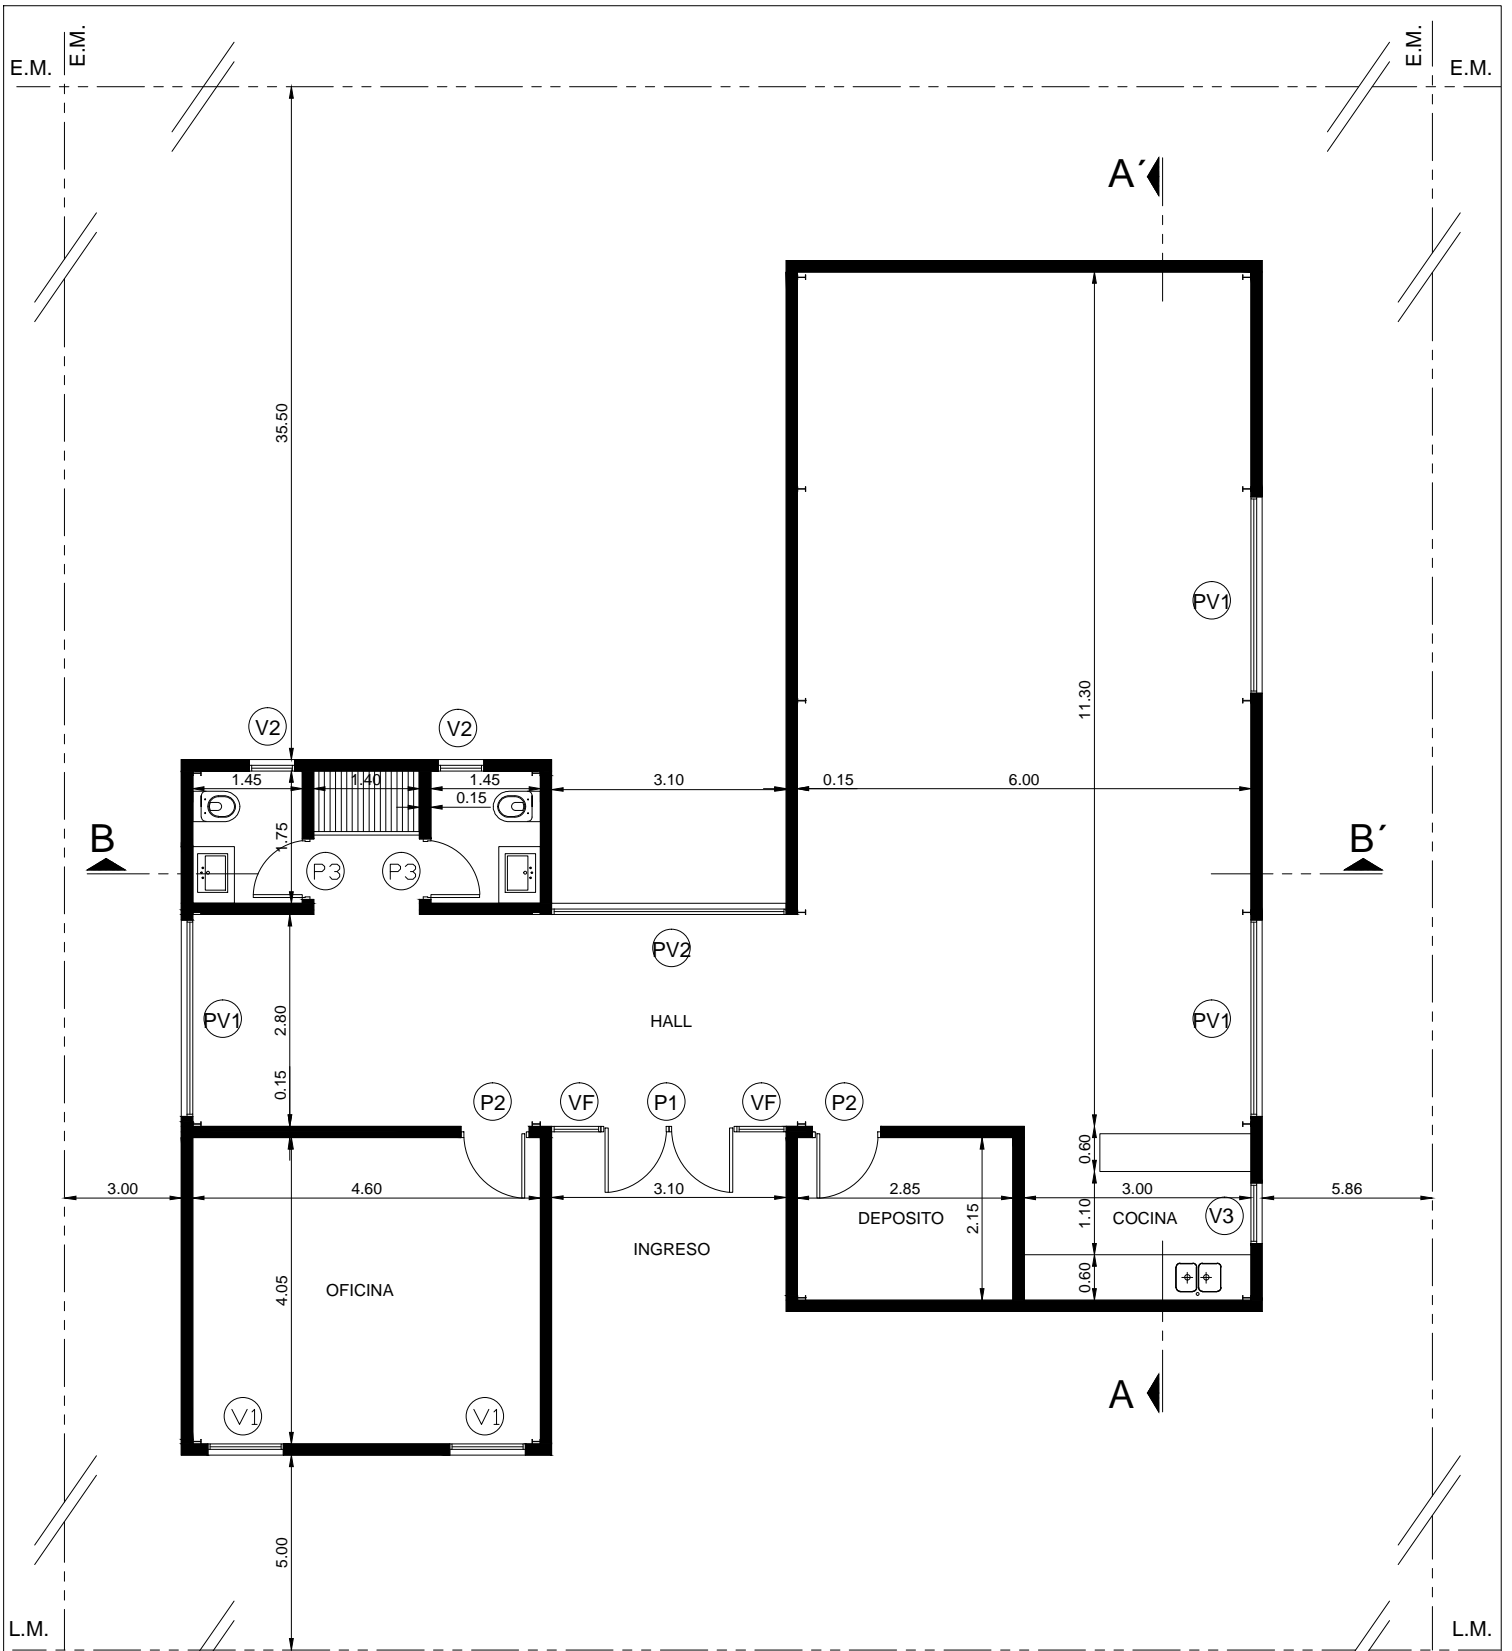 E.M.
E.M.
E.M.
E.M.
A´
35.50
PV1
11.30
V2
V2
1.45
1.40
1.45
0.15
3.10
0.15
6.00
1.75
B
P3
P3
B´
PV2
PV1
2.80
HALL
PV1
0.15
P2
VF
P1
VF
P2
0.60
3.00
4.60
3.10
2.85
3.00
5.86
DEPOSITO
2.15
1.10
COCINA
V3
INGRESO
4.05
OFICINA
0.60
A
V1
V1
5.00
L.M.
L.M.